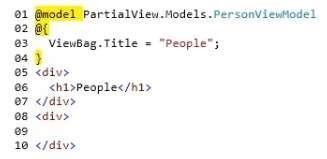 01 @model PartialView.Models.PersonViewModel
02 @{
03 ViewBag.Title = "People";
04 }
05 <div>
06 <h1>People</h1>
07 </div>
08 <div>
09
10 </div>